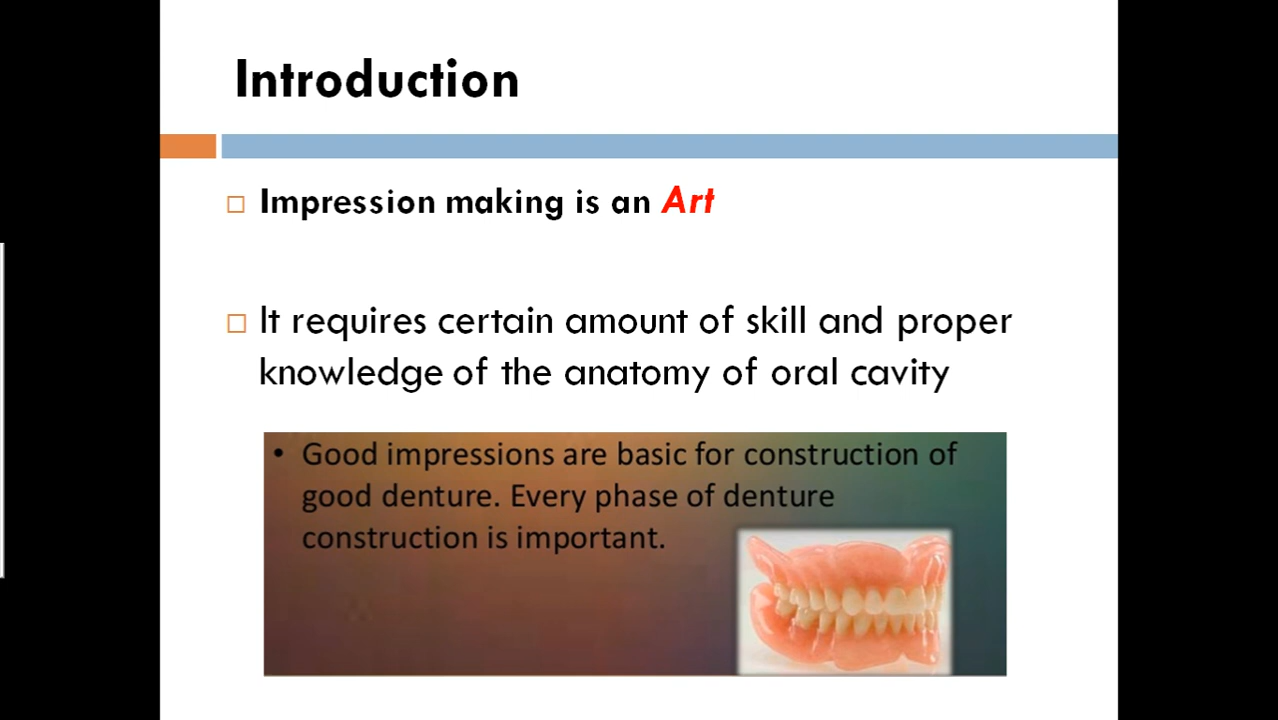 Introduction
Impression making is an Art
It requires certain amount of skill and proper
knowledge of the anatomy of oral cavity
• Good impressions are basic for construction of
good denture. Every phase of denture
construction is important.